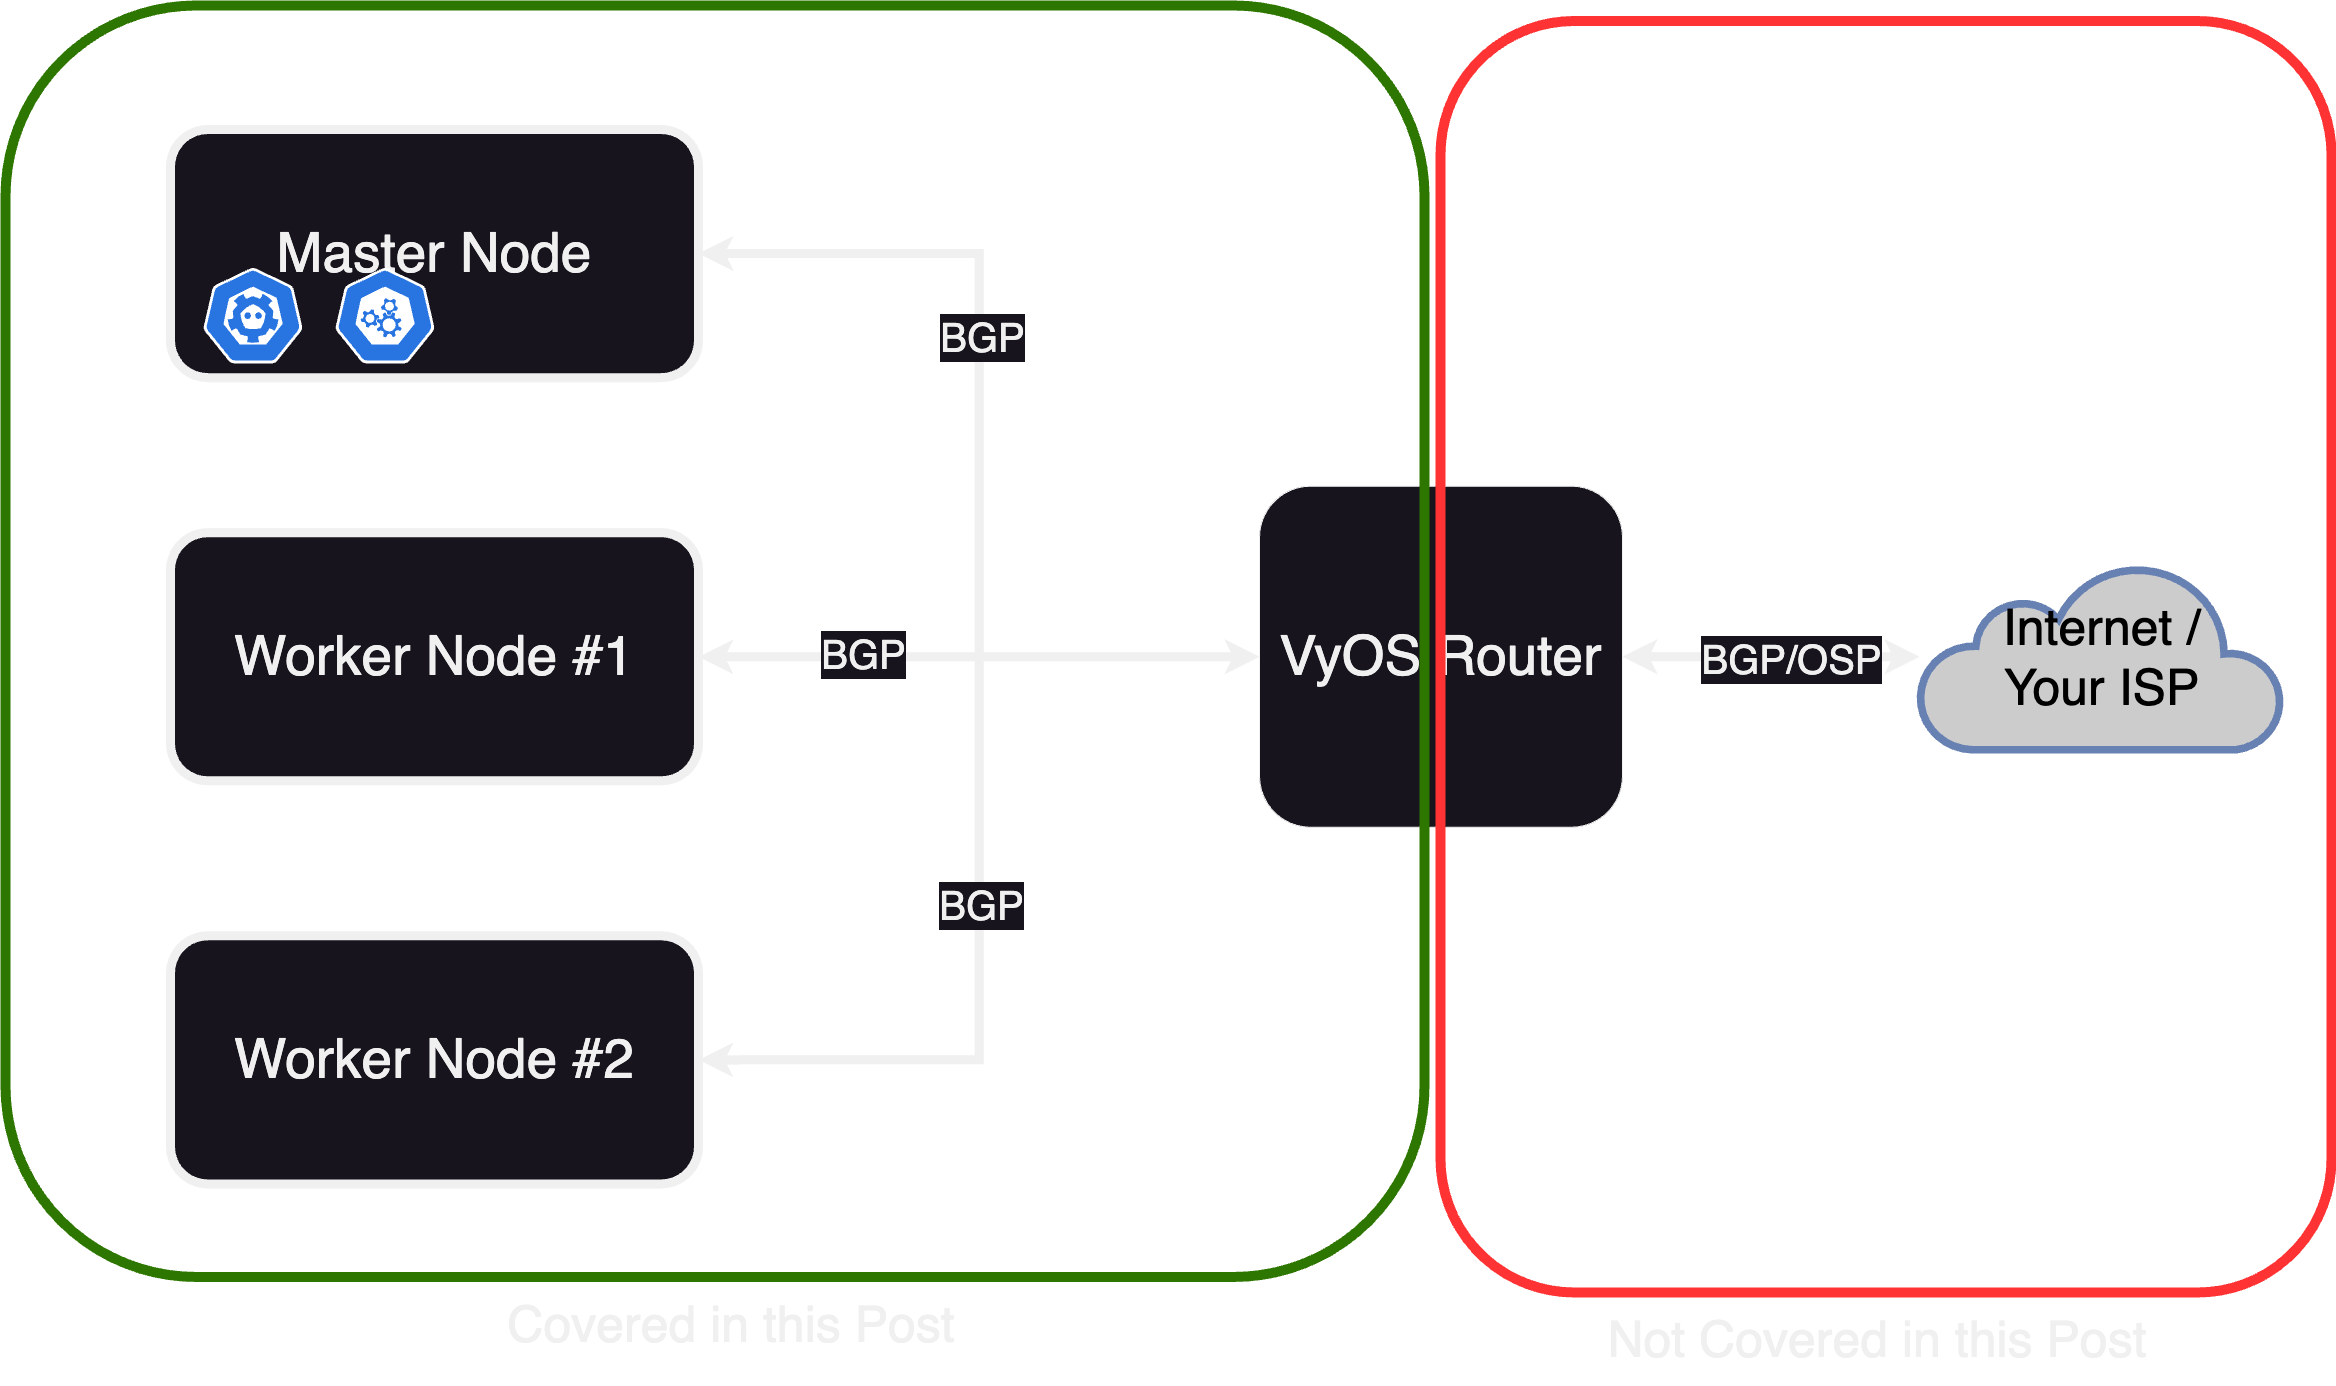 Master Node
BGP
Worker Node #1
BGP
VyOS Router
BGP/OSP
Internet /
Your ISP
BGP
Worker Node #2
Covered in this Post
Not Covered in this Post